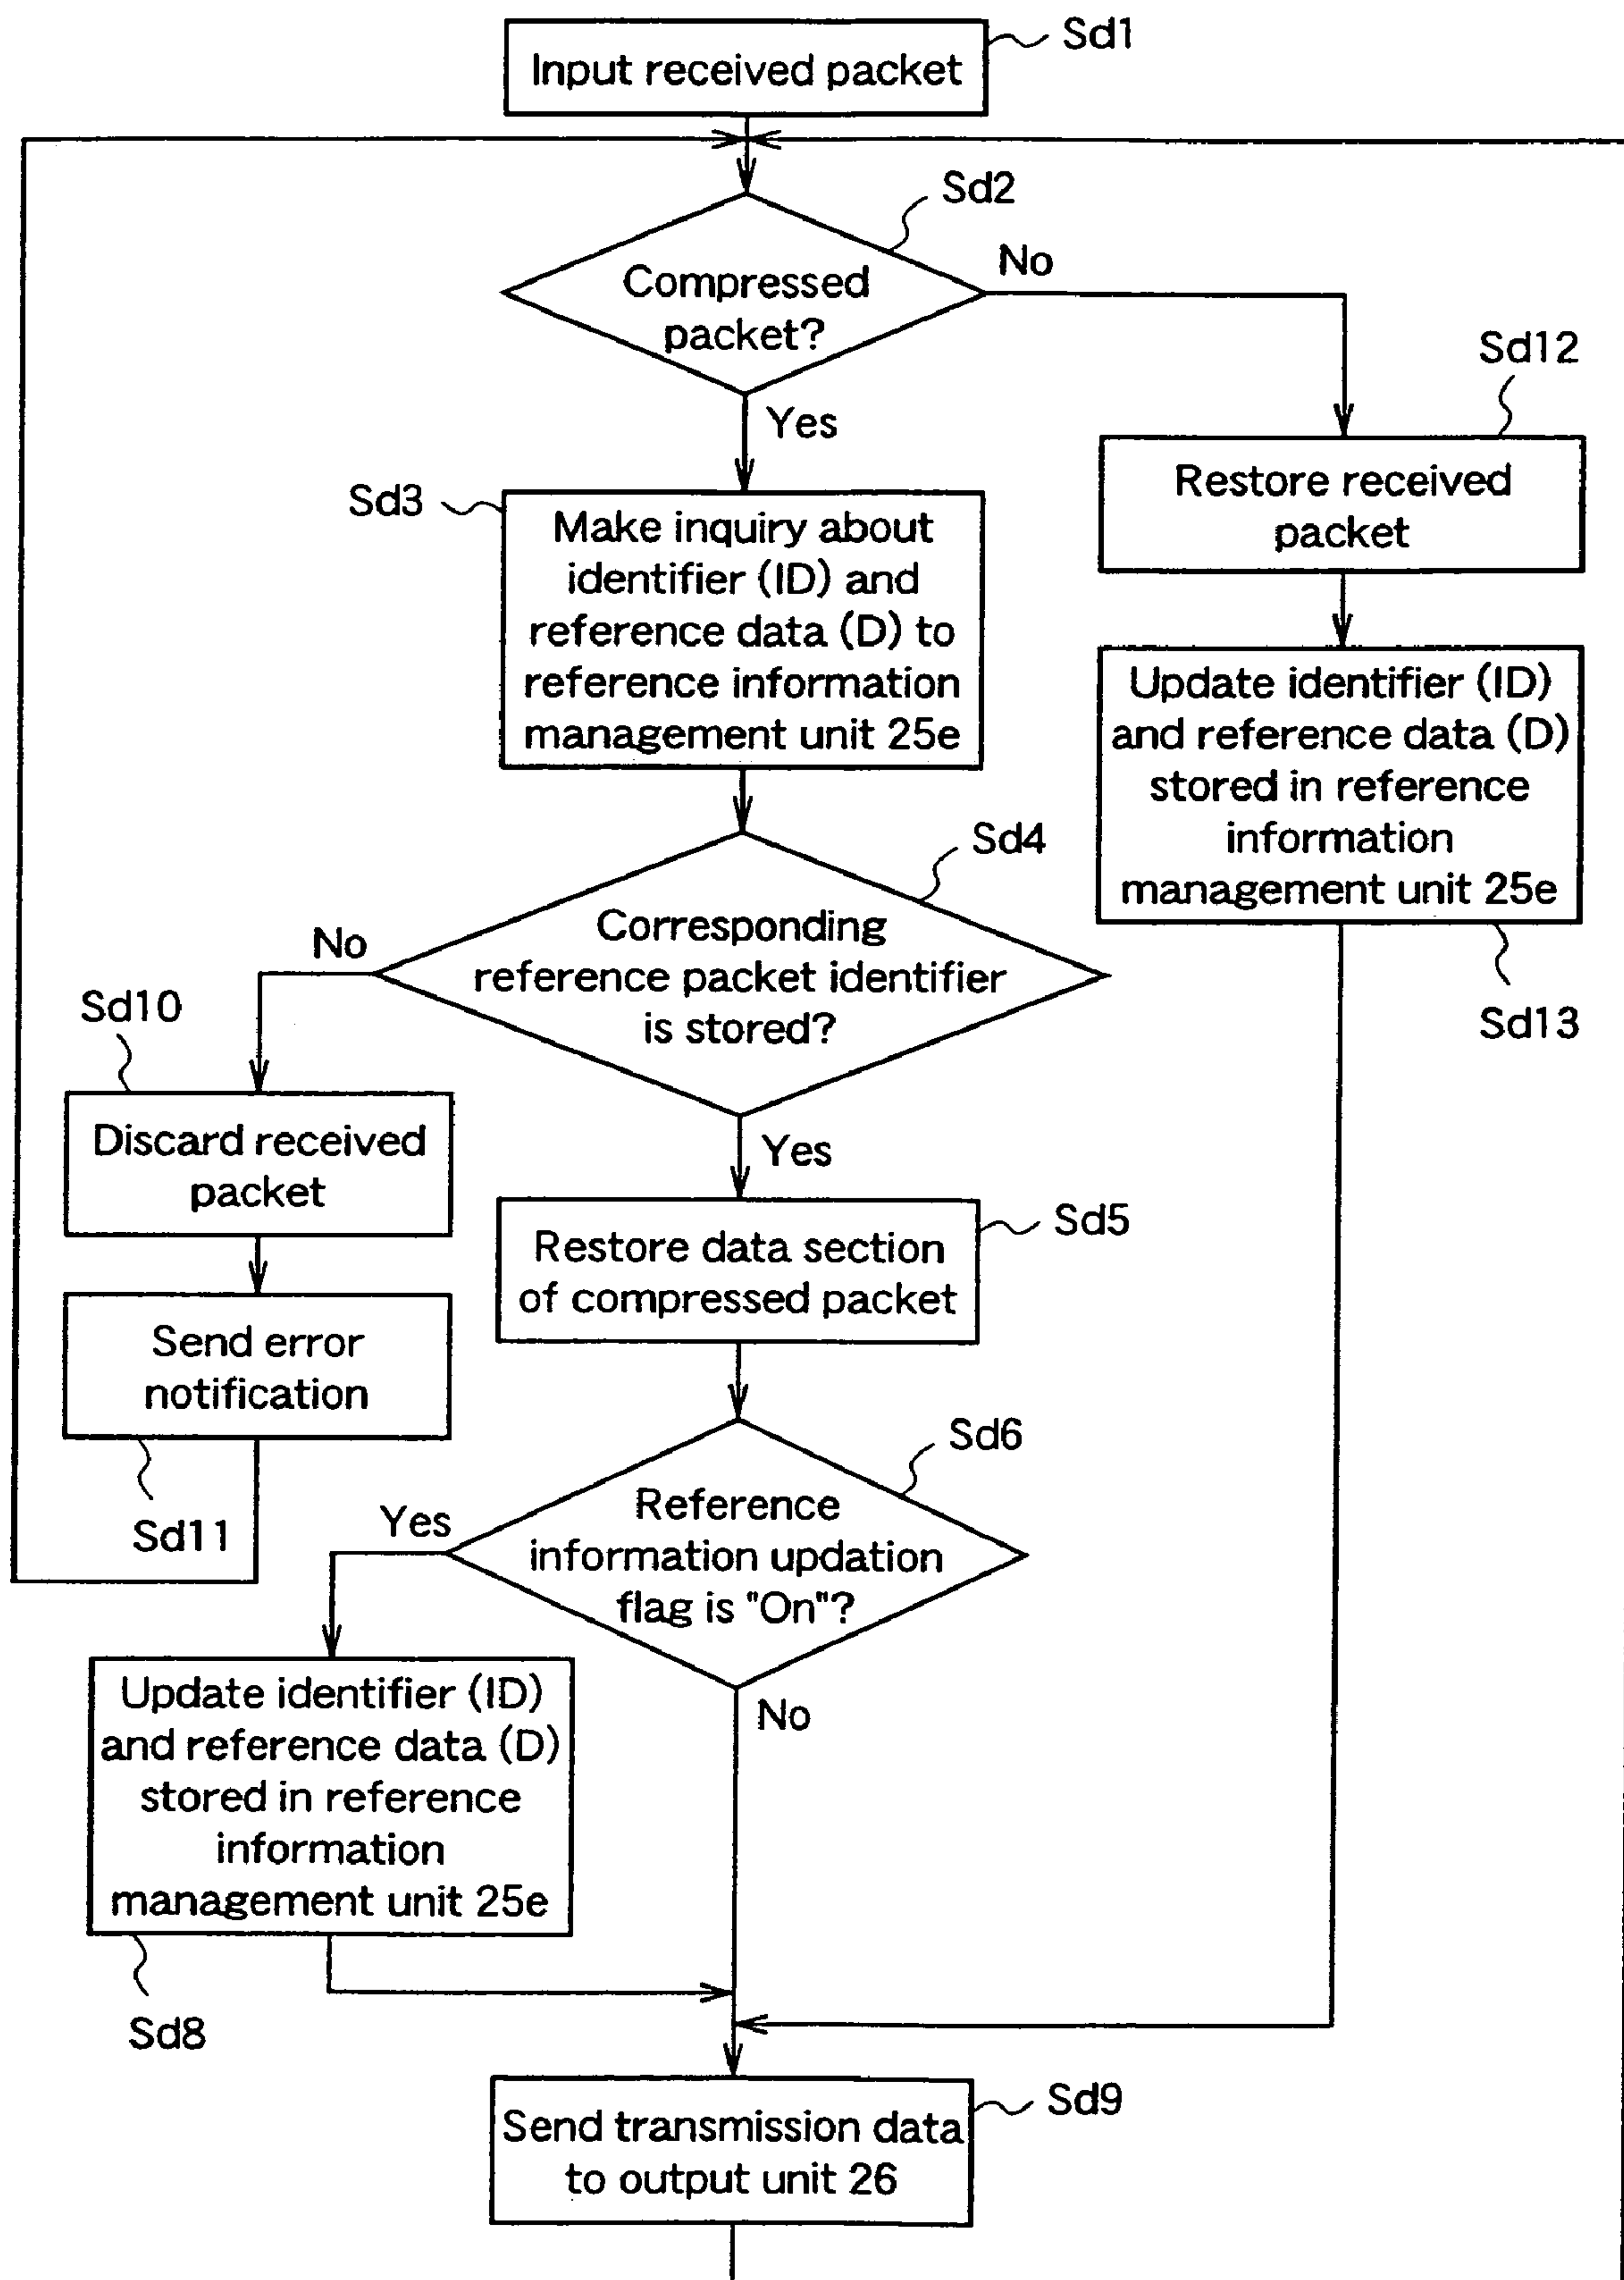 Sd1
Input received packet
Sd2
Compressed
packet?
No
Yes
Sd12
Restore received
packet
Sd3
Make inquiry about
identifier (ID) and
reference data (D) to
reference information
management unit 25e
Update identifier (ID)
and reference data (D)
stored in reference
information
management unit 25e
Sd13
Sd4
Corresponding
reference packet identifier
is stored?
No
Yes
Sd10
Discard received
packet
Send error
notification
Sd11
Sd5
Restore data section
of compressed packet
Sd6
Reference
information updation
flag is "On"?
Yes
No
Update identifier (ID)
and reference data (D)
stored in reference
information
management unit 25e
Sd8
Sd9
Send transmission data
to output unit 26